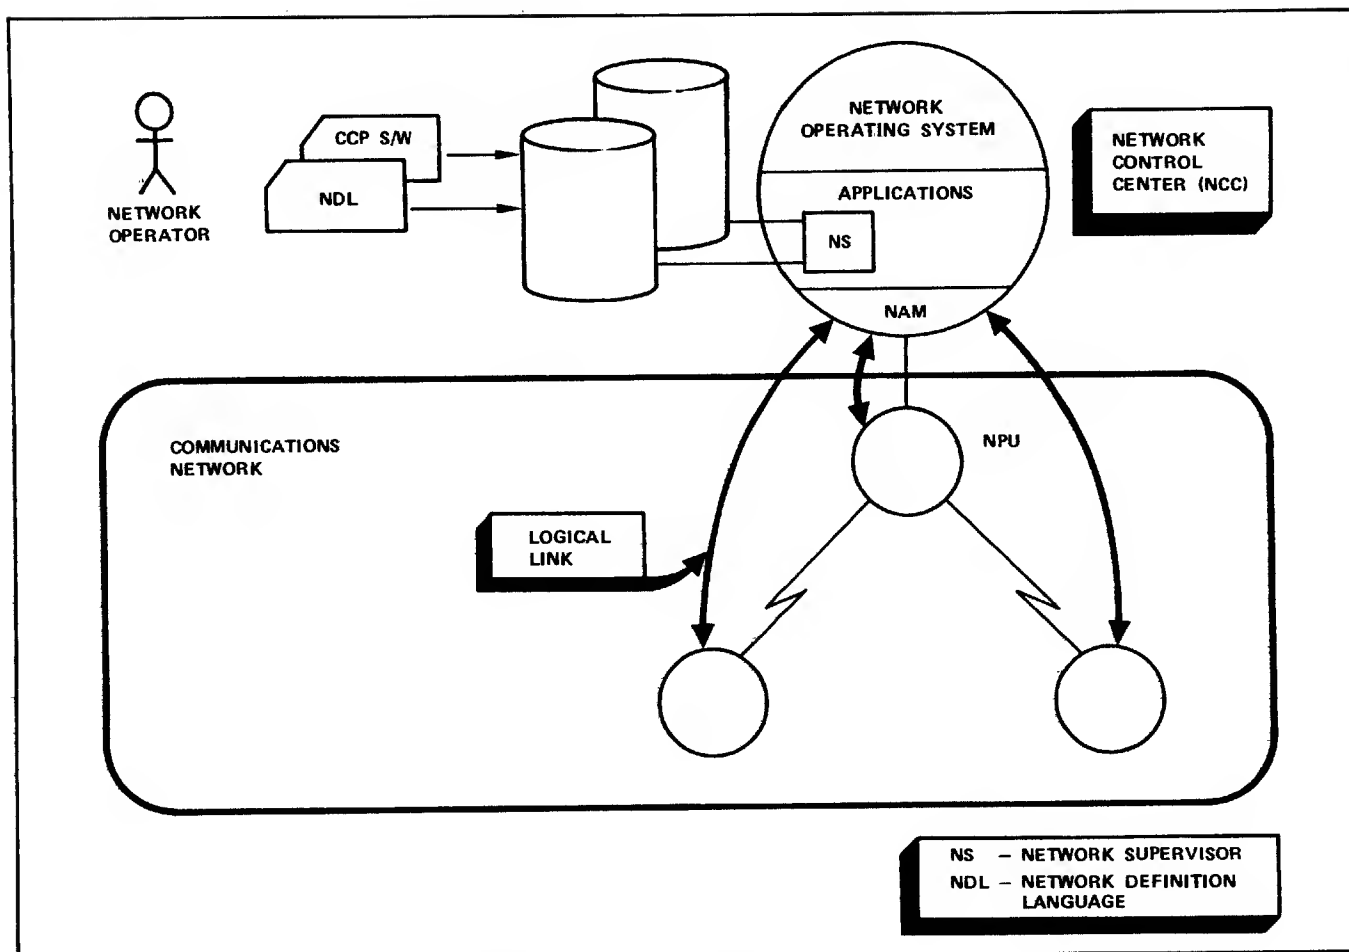 NETWORK
OPERATING SYSTEM
CCP S/W
NDL
NETWORK
OPERATOR
APPLICATIONS
NS
NAM
NETWORK
CONTROL
CENTER (NCC)
COMMUNICATIONS
NETWORK
NPU
LOGICAL
LINK
NS – NETWORK SUPERVISOR
NDL – NETWORK DEFINITION
LANGUAGE